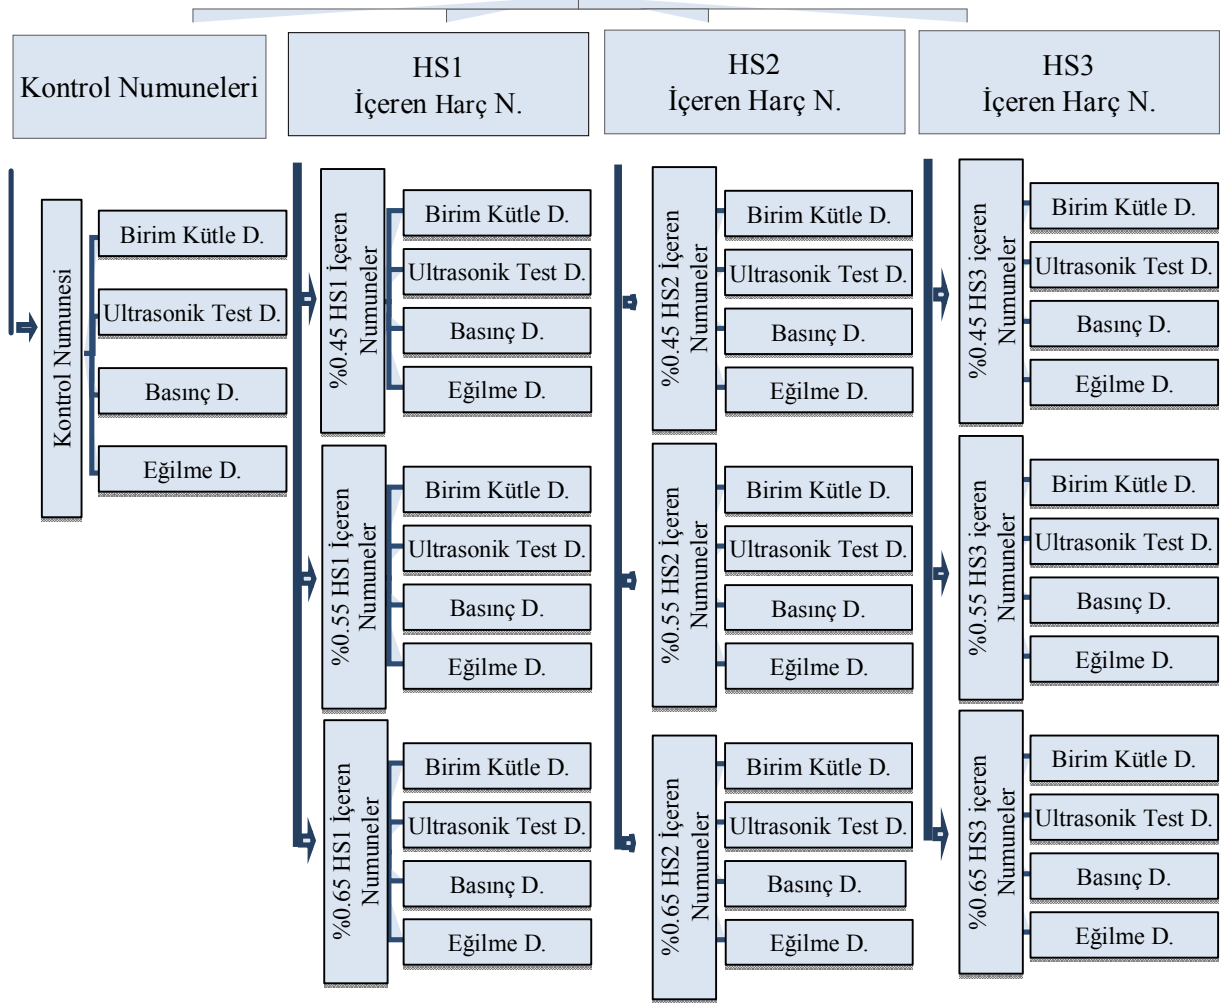 Kontrol Numuneleri
Kontrol Numunesi
Birim Kütle D.
Ultrasonik Test D.
Basınç D.
Eğilme D.
HS1
İçeren Harç N.
%0.45 HS1 İçeren
Numuneler
Birim Kütle D.
Ultrasonik Test D.
Basınç D.
Eğilme D.
%0.55 HS1 İçeren
Numuneler
Birim Kütle D.
Ultrasonik Test D.
Basınç D.
Eğilme D.
%0.65 HS1 İçeren
Numuneler
Birim Kütle D.
Ultrasonik Test D.
Basınç D.
Eğilme D.
HS2
İçeren Harç N.
%0.45 HS2 İçeren
Numuneler
Birim Kütle D.
Ultrasonik Test D.
Basınç D.
Eğilme D.
%0.55 HS2 İçeren
Numuneler
Birim Kütle D.
Ultrasonik Test D.
Basınç D.
Eğilme D.
%0.65 HS2 İçeren
Numuneler
Birim Kütle D.
Ultrasonik Test D.
Basınç D.
Eğilme D.
HS3
İçeren Harç N.
%0.45 HS3 içeren
Numuneler
Birim Kütle D.
Ultrasonik Test D.
Basınç D.
Eğilme D.
%0.55 HS3 içeren
Numuneler
Birim Kütle D.
Ultrasonik Test D.
Basınç D.
Eğilme D.
%0.65 HS3 içeren
Numuneler
Birim Kütle D.
Ultrasonik Test D.
Basınç D.
Eğilme D.